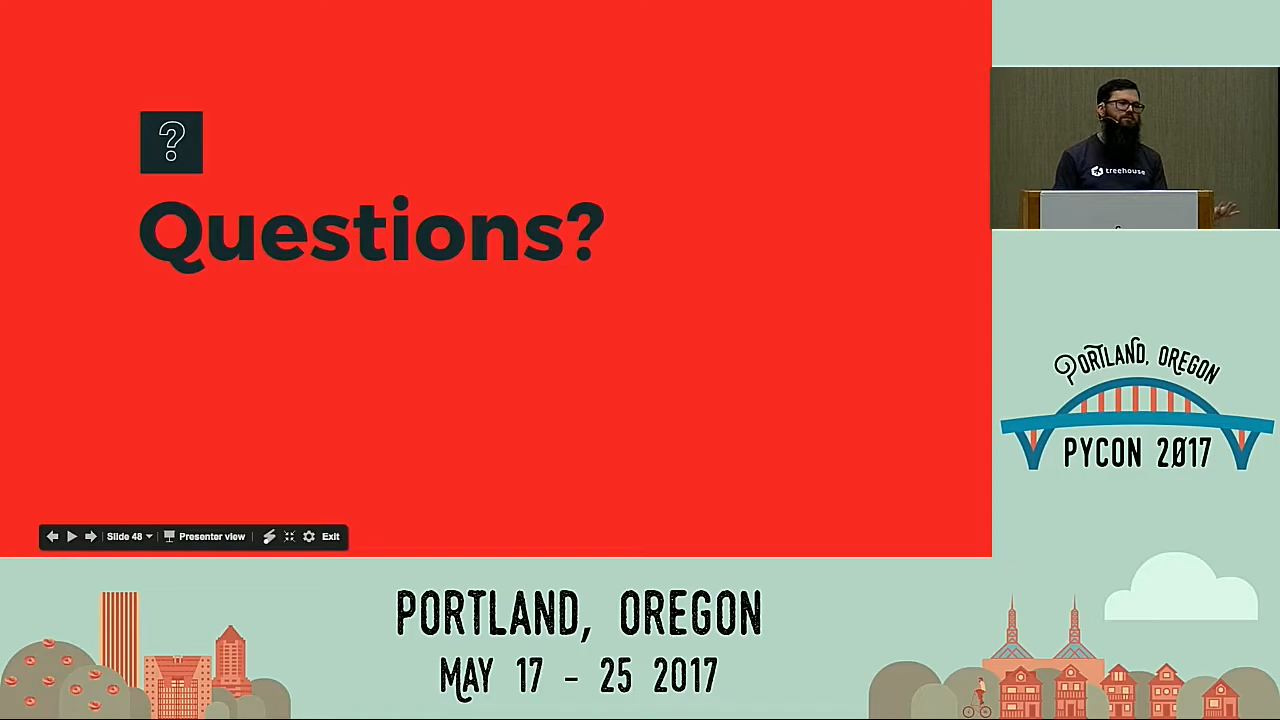 ?
Questions?
treehouse
PORTLAND, OREGON
PYCON 2017
Slide 48
Presenter view
Exit
PORTLAND, OREGON
MAY 17 - 25 2017